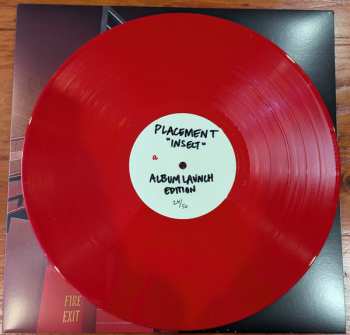 PLACEMENT
"INSECT"
a
ALBUM LAUNCH
EDITION
24/50
FIRE
EXIT